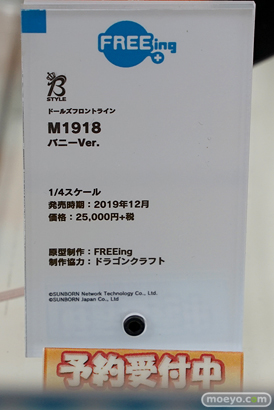 FREEing
B
STYLE
ドールズフロントライン
M1918
バニーVer.
1/4スケール
発売時期：2019年12月
価格：25,000円+税
原型制作：FREEing
制作協力：ドラゴンクラフト
©SUNBORN Network Technology Co., Ltd.
©SUNBORN Japan Co., Ltd
予約受付中
moeyo.com